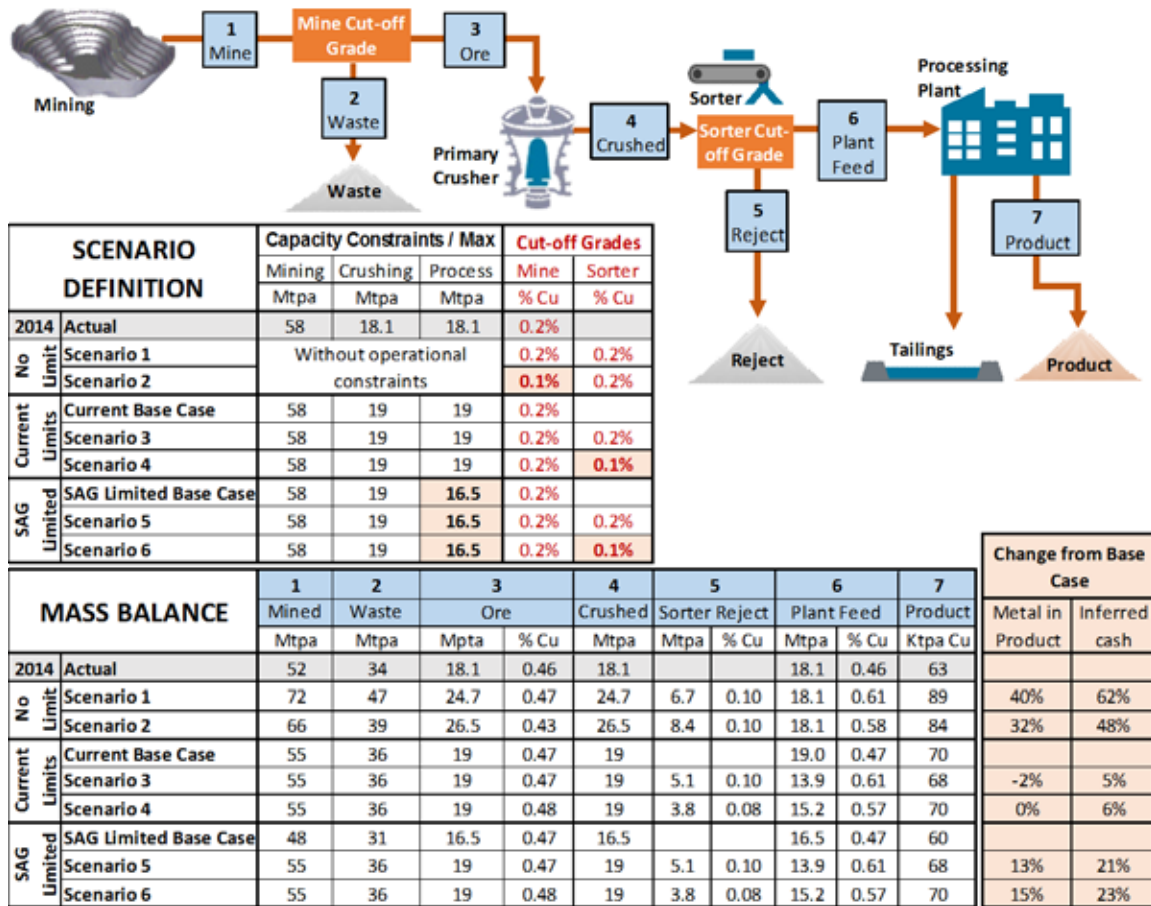 1
Mine
Mine Cut-off
Grade
3
Ore
Mining
2
Waste
Waste
Primary
Crusher
4
Crushed
Sorter
Sorter Cut-
off Grade
5
Reject
Reject
6
Plant
Feed
Processing
Plant
7
Product
Tailings
Product
SCENARIO DEFINITION | Capacity Constraints / Max | Cut-off Grades
Mining | Crushing | Process | Mine | Sorter
Mtpa | Mtpa | Mtpa | % Cu | % Cu
2014 | Actual | 58 | 18.1 | 18.1 | 0.2%
No Limit
Scenario 1 | Without operational | 0.2% | 0.2%
Scenario 2 | constraints | 0.1% | 0.2%
Current Limits
Current Base Case | 58 | 19 | 19 | 0.2%
Scenario 3 | 58 | 19 | 19 | 0.2% | 0.2%
Scenario 4 | 58 | 19 | 19 | 0.2% | 0.1%
SAG Limited
SAG Limited Base Case | 58 | 19 | 16.5 | 0.2%
Scenario 5 | 58 | 19 | 16.5 | 0.2% | 0.2%
Scenario 6 | 58 | 19 | 16.5 | 0.2% | 0.1%
Change from Base
Case
MASS BALANCE | 1 | 2 | 3 | 4 | 5 | 6 | 7
Mined | Waste | Ore | Crushed | Sorter Reject | Plant Feed | Product | Metal in Product | Inferred cash
Mtpa | Mtpa | Mpta | % Cu | Mtpa | Mtpa | % Cu | Mtpa | % Cu | Ktpa Cu
2014 | Actual | 52 | 34 | 18.1 | 0.46 | 18.1 | 18.1 | 0.46 | 63
No Limit
Scenario 1 | 72 | 47 | 24.7 | 0.47 | 24.7 | 6.7 | 0.10 | 18.1 | 0.61 | 89 | 40% | 62%
Scenario 2 | 66 | 39 | 26.5 | 0.43 | 26.5 | 8.4 | 0.10 | 18.1 | 0.58 | 84 | 32% | 48%
Current Limits
Current Base Case | 55 | 36 | 19 | 0.47 | 19 | 19.0 | 0.47 | 70
Scenario 3 | 55 | 36 | 19 | 0.47 | 19 | 5.1 | 0.10 | 13.9 | 0.61 | 68 | -2% | 5%
Scenario 4 | 55 | 36 | 19 | 0.48 | 19 | 3.8 | 0.08 | 15.2 | 0.57 | 70 | 0% | 6%
SAG Limited
SAG Limited Base Case | 48 | 31 | 16.5 | 0.47 | 16.5 | 16.5 | 0.47 | 60
Scenario 5 | 55 | 36 | 19 | 0.47 | 19 | 5.1 | 0.10 | 13.9 | 0.61 | 68 | 13% | 21%
Scenario 6 | 55 | 36 | 19 | 0.48 | 19 | 3.8 | 0.08 | 15.2 | 0.57 | 70 | 15% | 23%